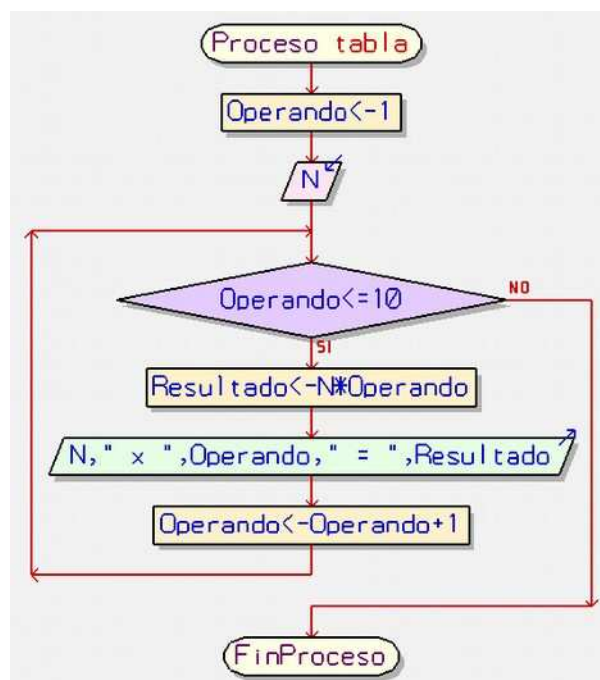 Proceso tabla
Operando<-1
N
Operando<=10
NO
SI
Resultado<-N*Operando
N," x ",Operando," = ",Resultado
Operando<-Operando+1
FinProceso